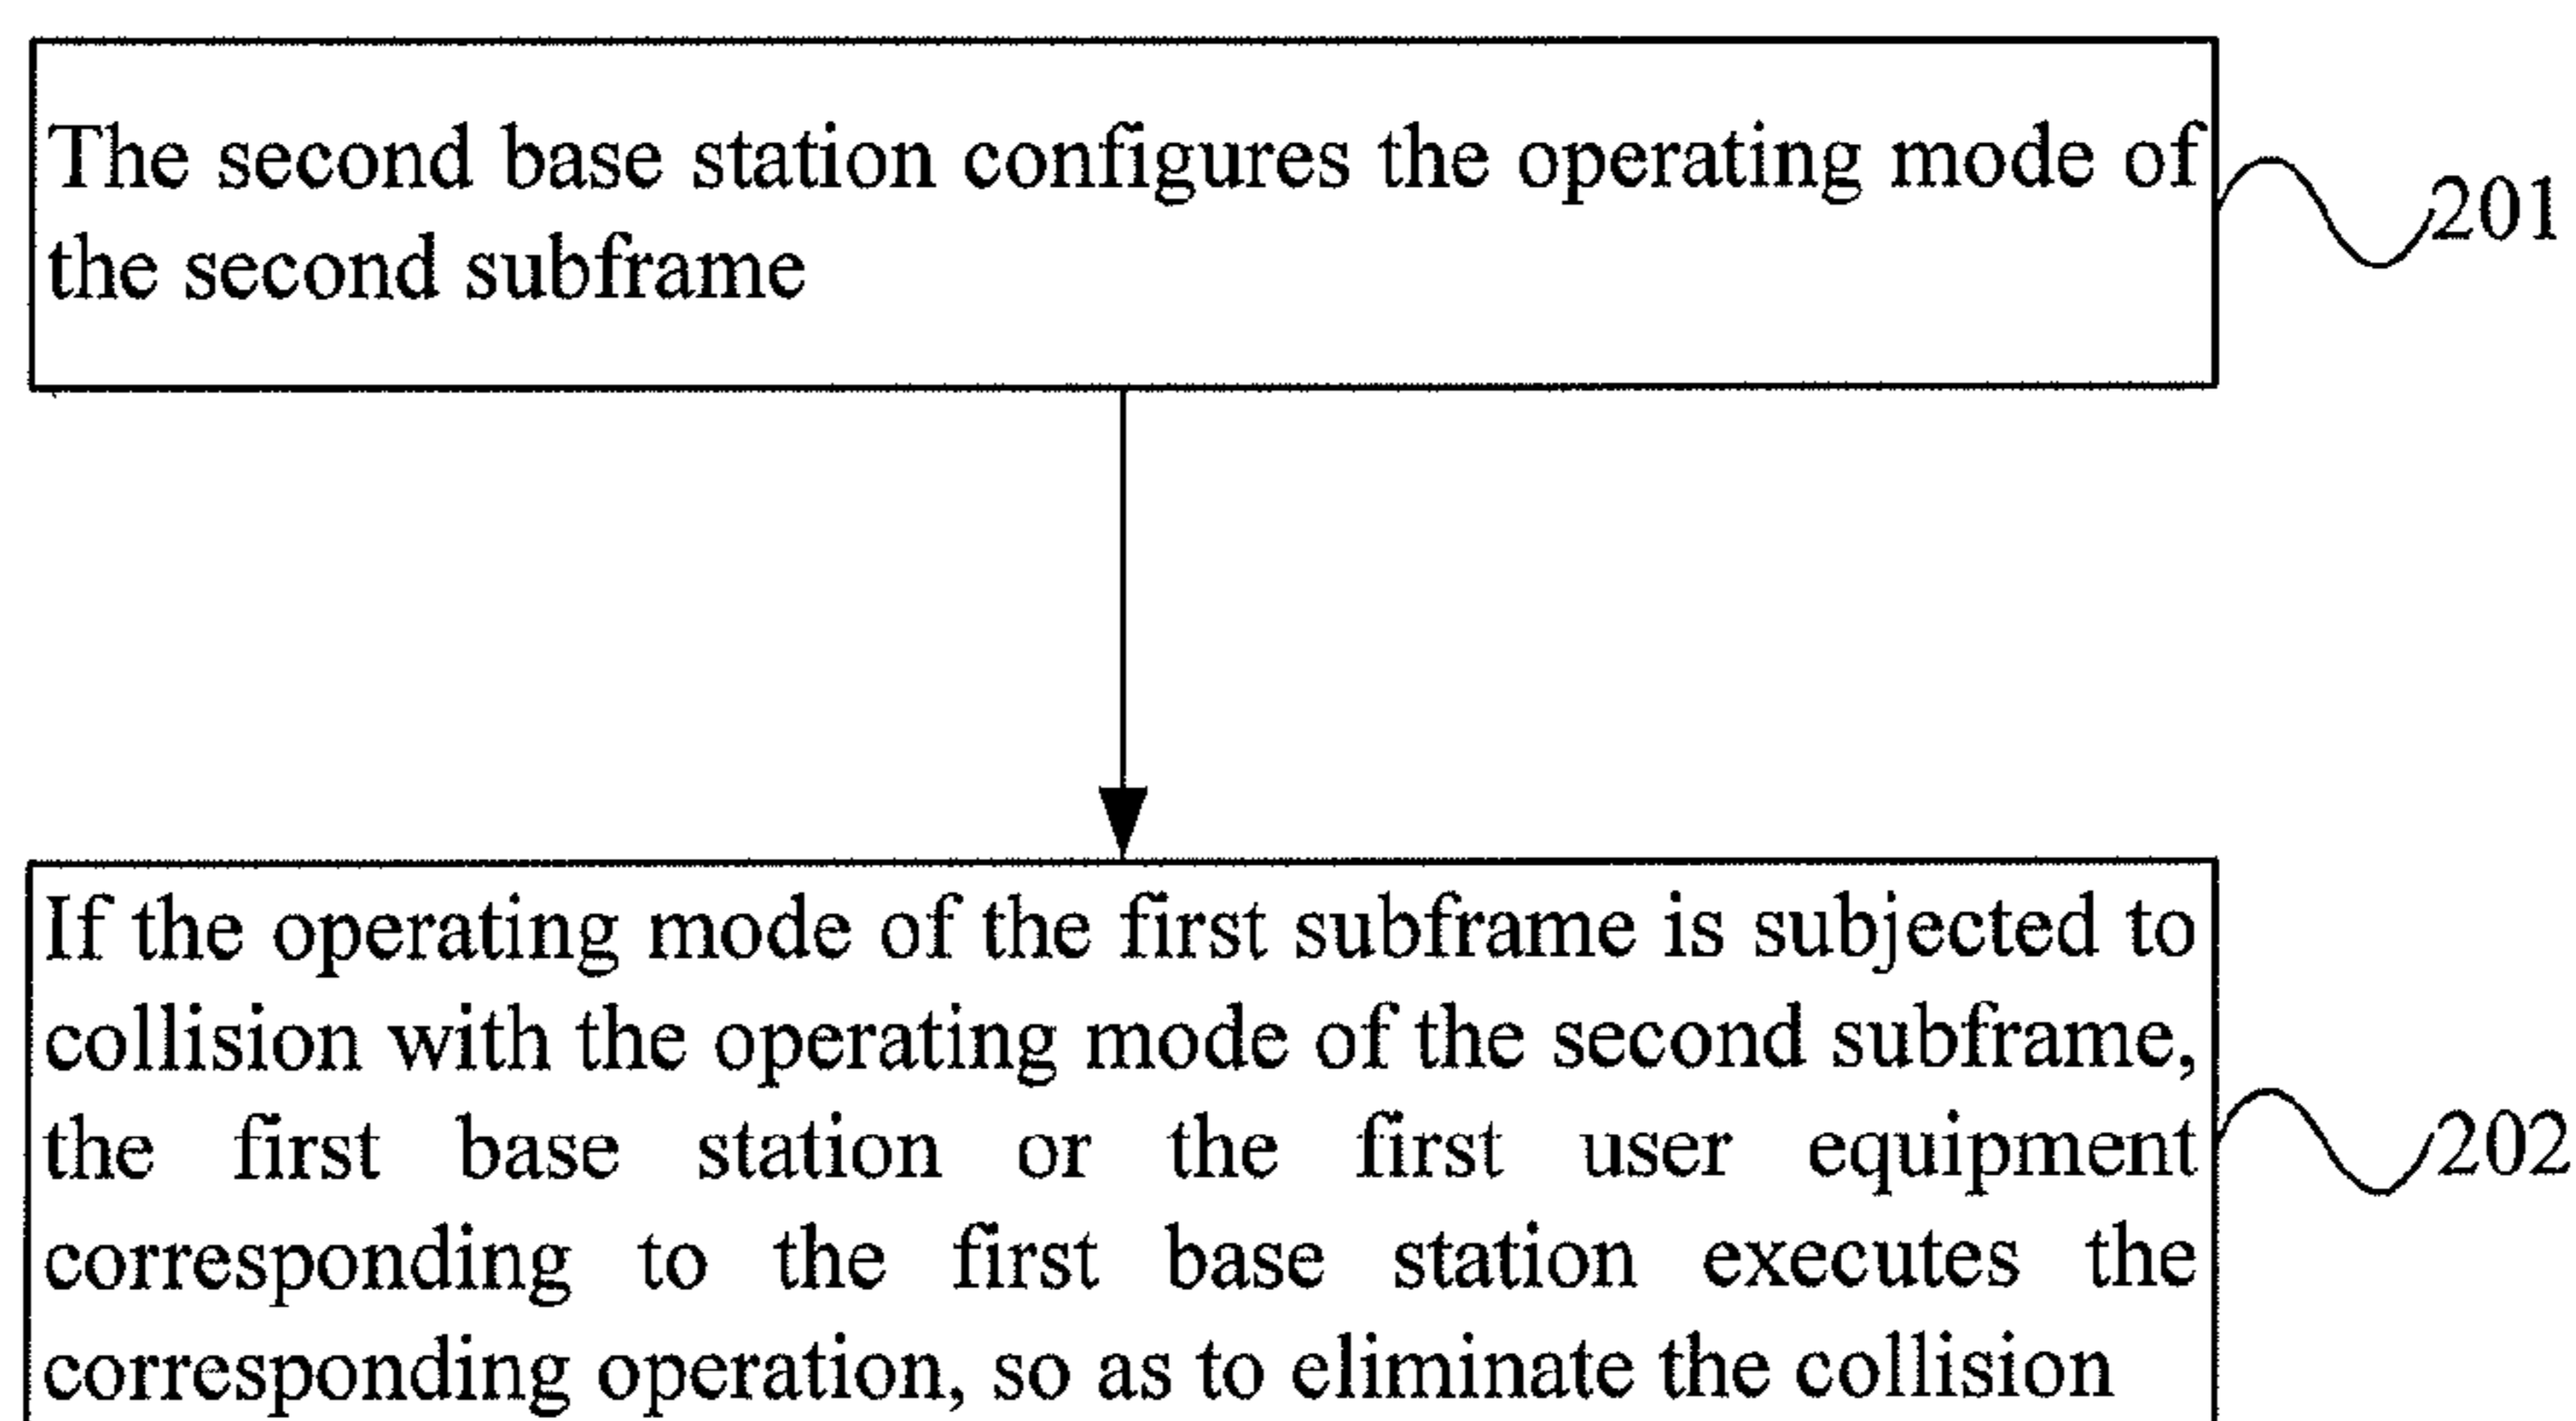 The second base station configures the operating mode of
the second subframe
201
If the operating mode of the first subframe is subjected to
collision with the operating mode of the second subframe,
the first base station or the first user equipment
corresponding to the first base station executes the
corresponding operation, so as to eliminate the collision
202